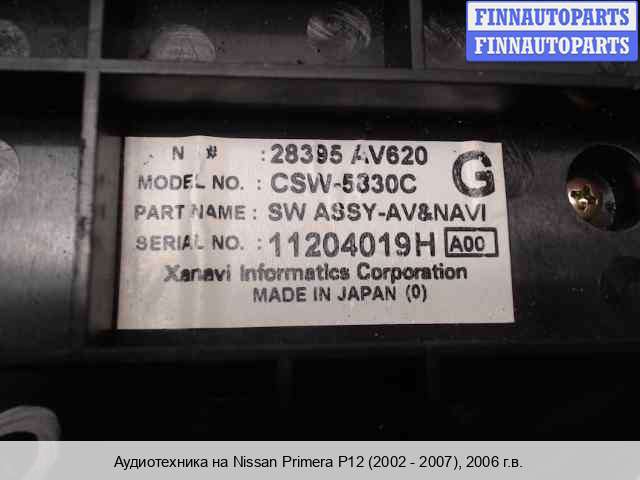 FINNAUTOPARTS
FINNAUTOPARTS
N # : 28395 AV620
MODEL NO. : CSW-5330C
PART NAME : SW ASSY-AV&NAVI
SERIAL NO. : 11204019H A00
G
Xanavi Informatics Corporation
MADE IN JAPAN (0)
Аудиотехника на Nissan Primera P12 (2002 - 2007), 2006 г.в.